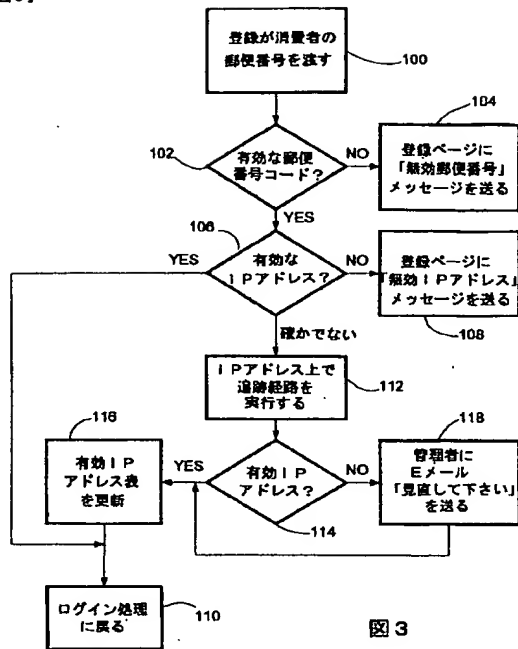 登録が消費者の
郵便番号を渡す
100
104
102
有効な郵便
番号コード?
NO
登録ページに
「無効郵便番号」
メッセージを送る
YES
106
YES
有効な
IPアドレス?
NO
登録ページに
「無効IPアドレス」
メッセージを送る
108
確かでない
IPアドレス上で
追跡経路を
実行する
112
116
118
有効IP
アドレス表
を更新
YES
有効IP
アドレス?
NO
管理者に
Eメール
「見直して下さい」
を送る
114
ログイン処理
に戻る
110
図3